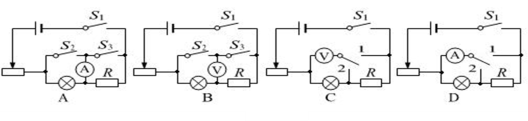 S₁ S₁ S₁ S₁
S₂ S₃ S₂ S₃ V 1 A 1
A R V R 2 R 2 R
A B C D